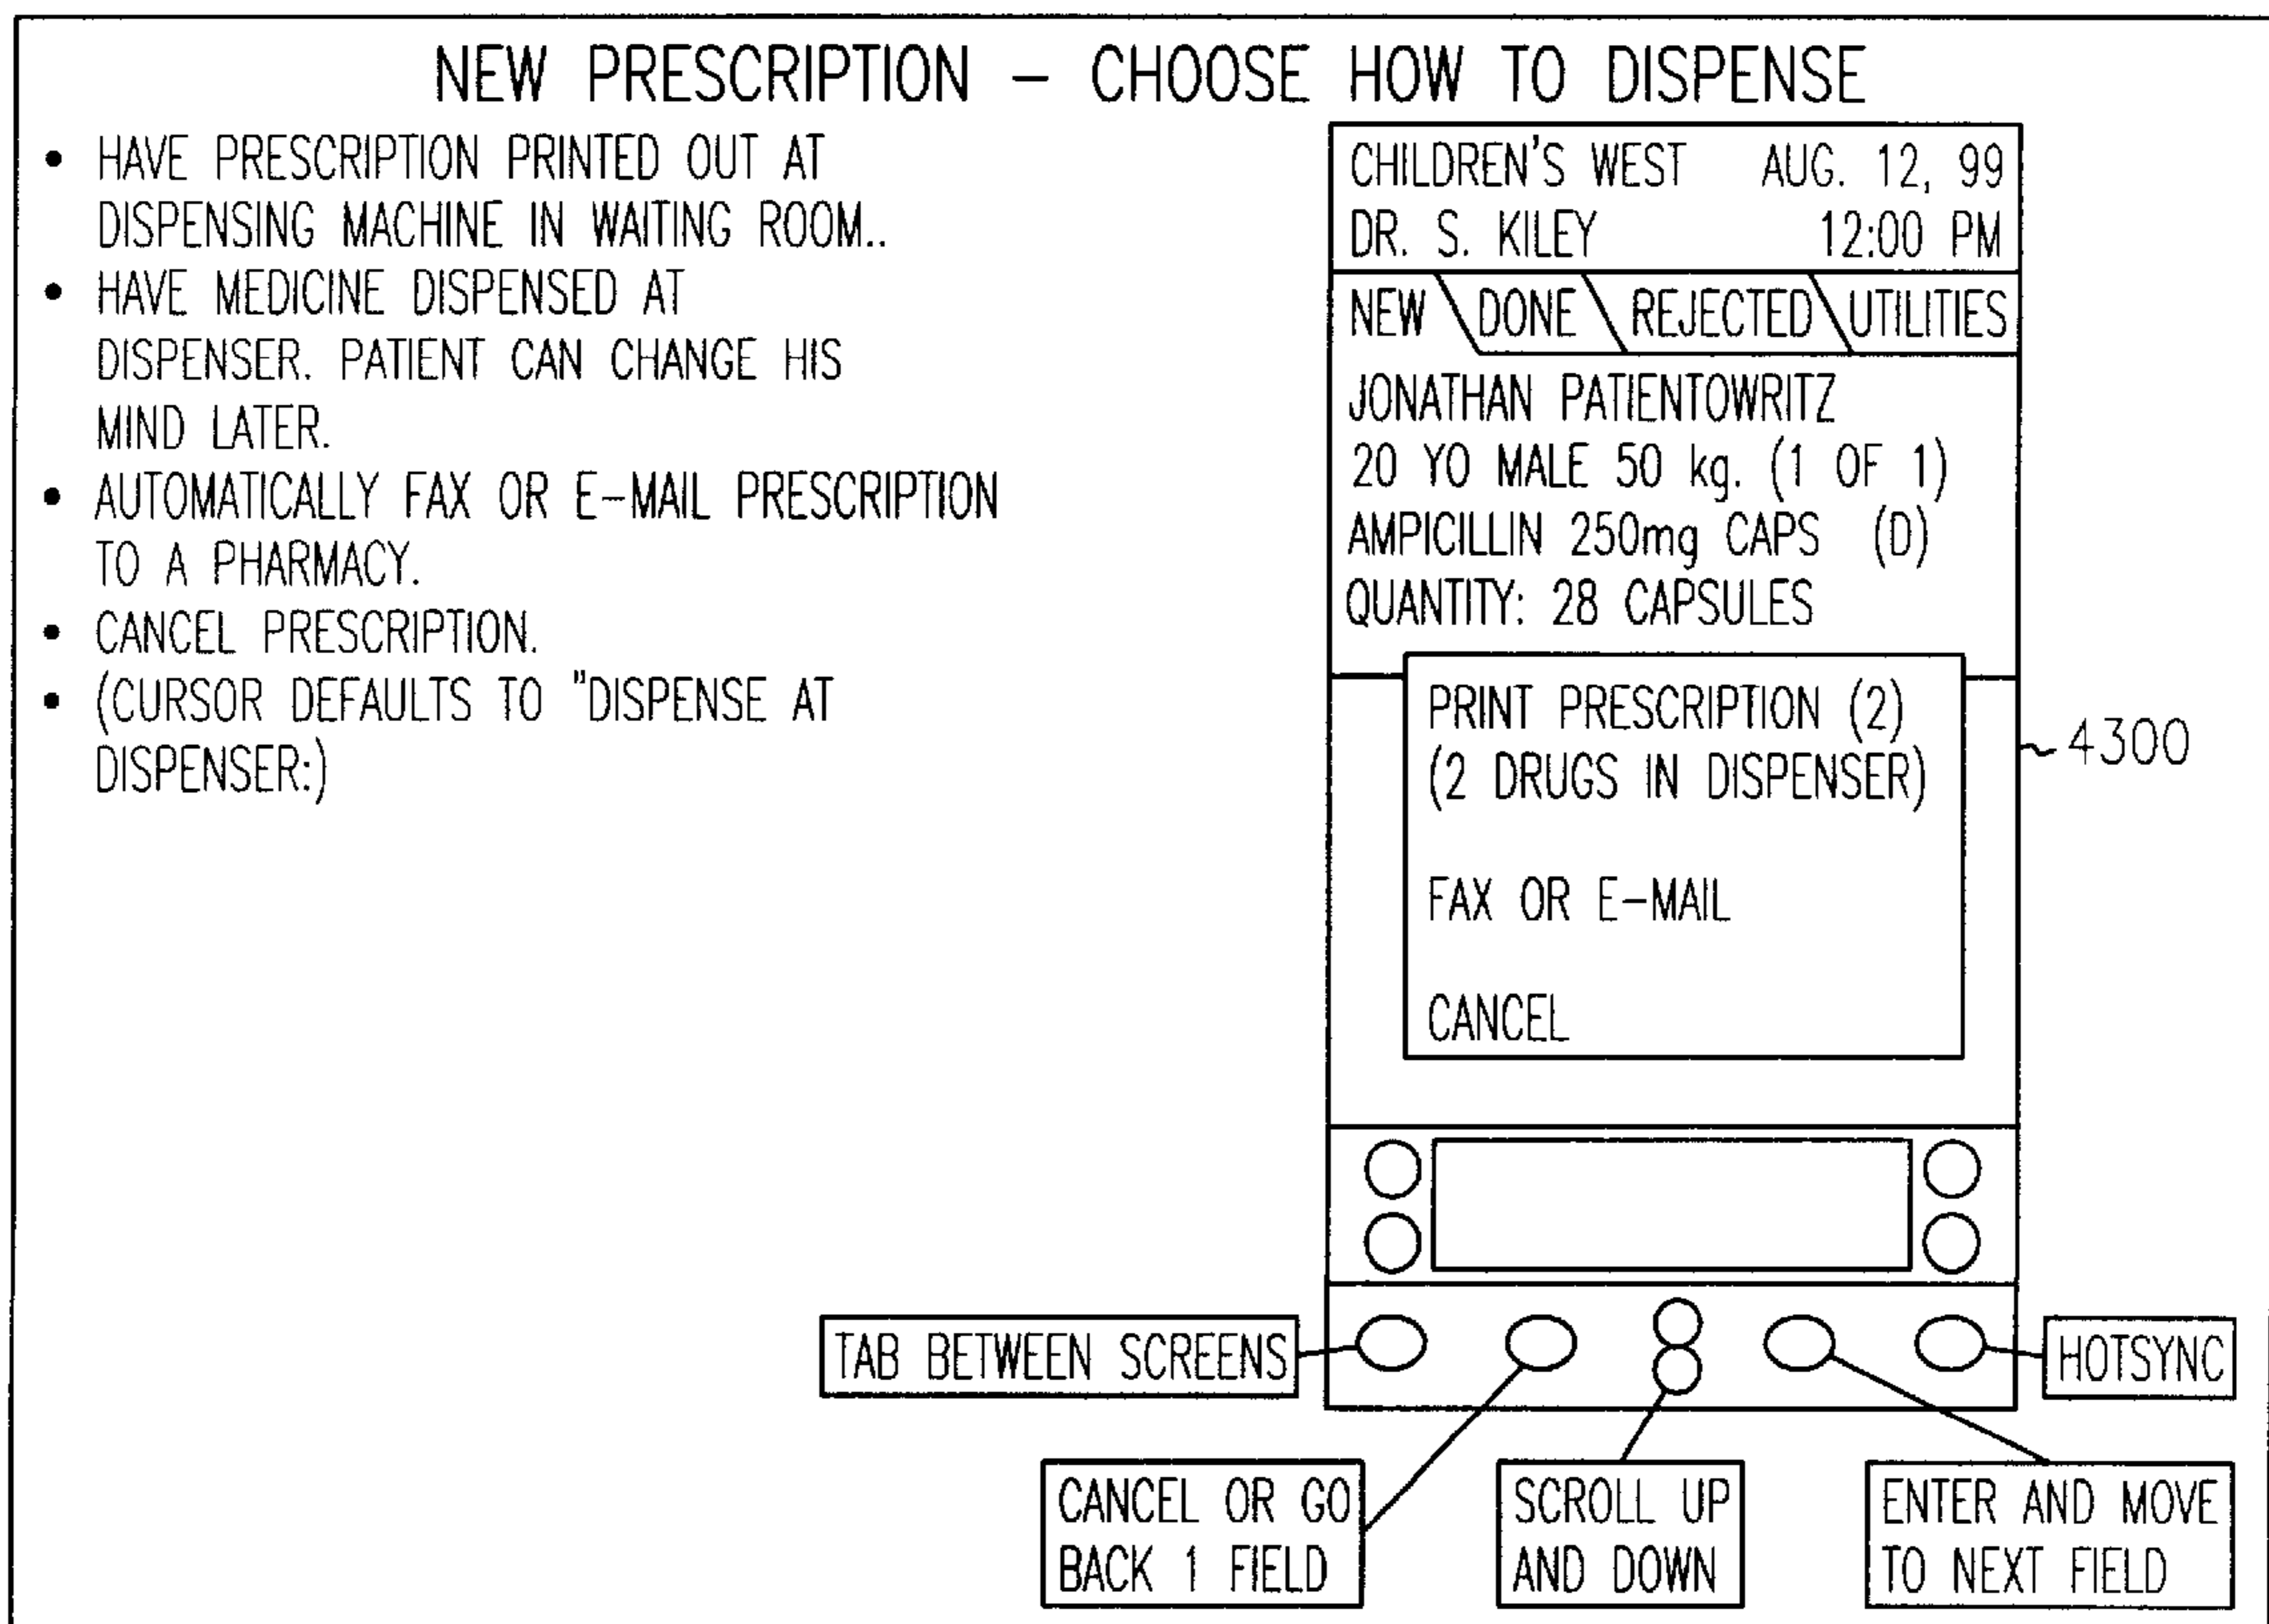 NEW PRESCRIPTION – CHOOSE HOW TO DISPENSE
• HAVE PRESCRIPTION PRINTED OUT AT
DISPENSING MACHINE IN WAITING ROOM..
• HAVE MEDICINE DISPENSED AT
DISPENSER. PATIENT CAN CHANGE HIS
MIND LATER.
• AUTOMATICALLY FAX OR E–MAIL PRESCRIPTION
TO A PHARMACY.
• CANCEL PRESCRIPTION.
• (CURSOR DEFAULTS TO "DISPENSE AT
DISPENSER:)
CHILDREN'S WEST AUG. 12, 99
DR. S. KILEY 12:00 PM
NEW DONE REJECTED UTILITIES
JONATHAN PATIENTOWRITZ
20 YO MALE 50 kg. (1 OF 1)
AMPICILLIN 250mg CAPS (D)
QUANTITY: 28 CAPSULES
PRINT PRESCRIPTION (2)
(2 DRUGS IN DISPENSER)
FAX OR E–MAIL
CANCEL
4300
TAB BETWEEN SCREENS
HOTSYNC
CANCEL OR GO
BACK 1 FIELD
SCROLL UP
AND DOWN
ENTER AND MOVE
TO NEXT FIELD